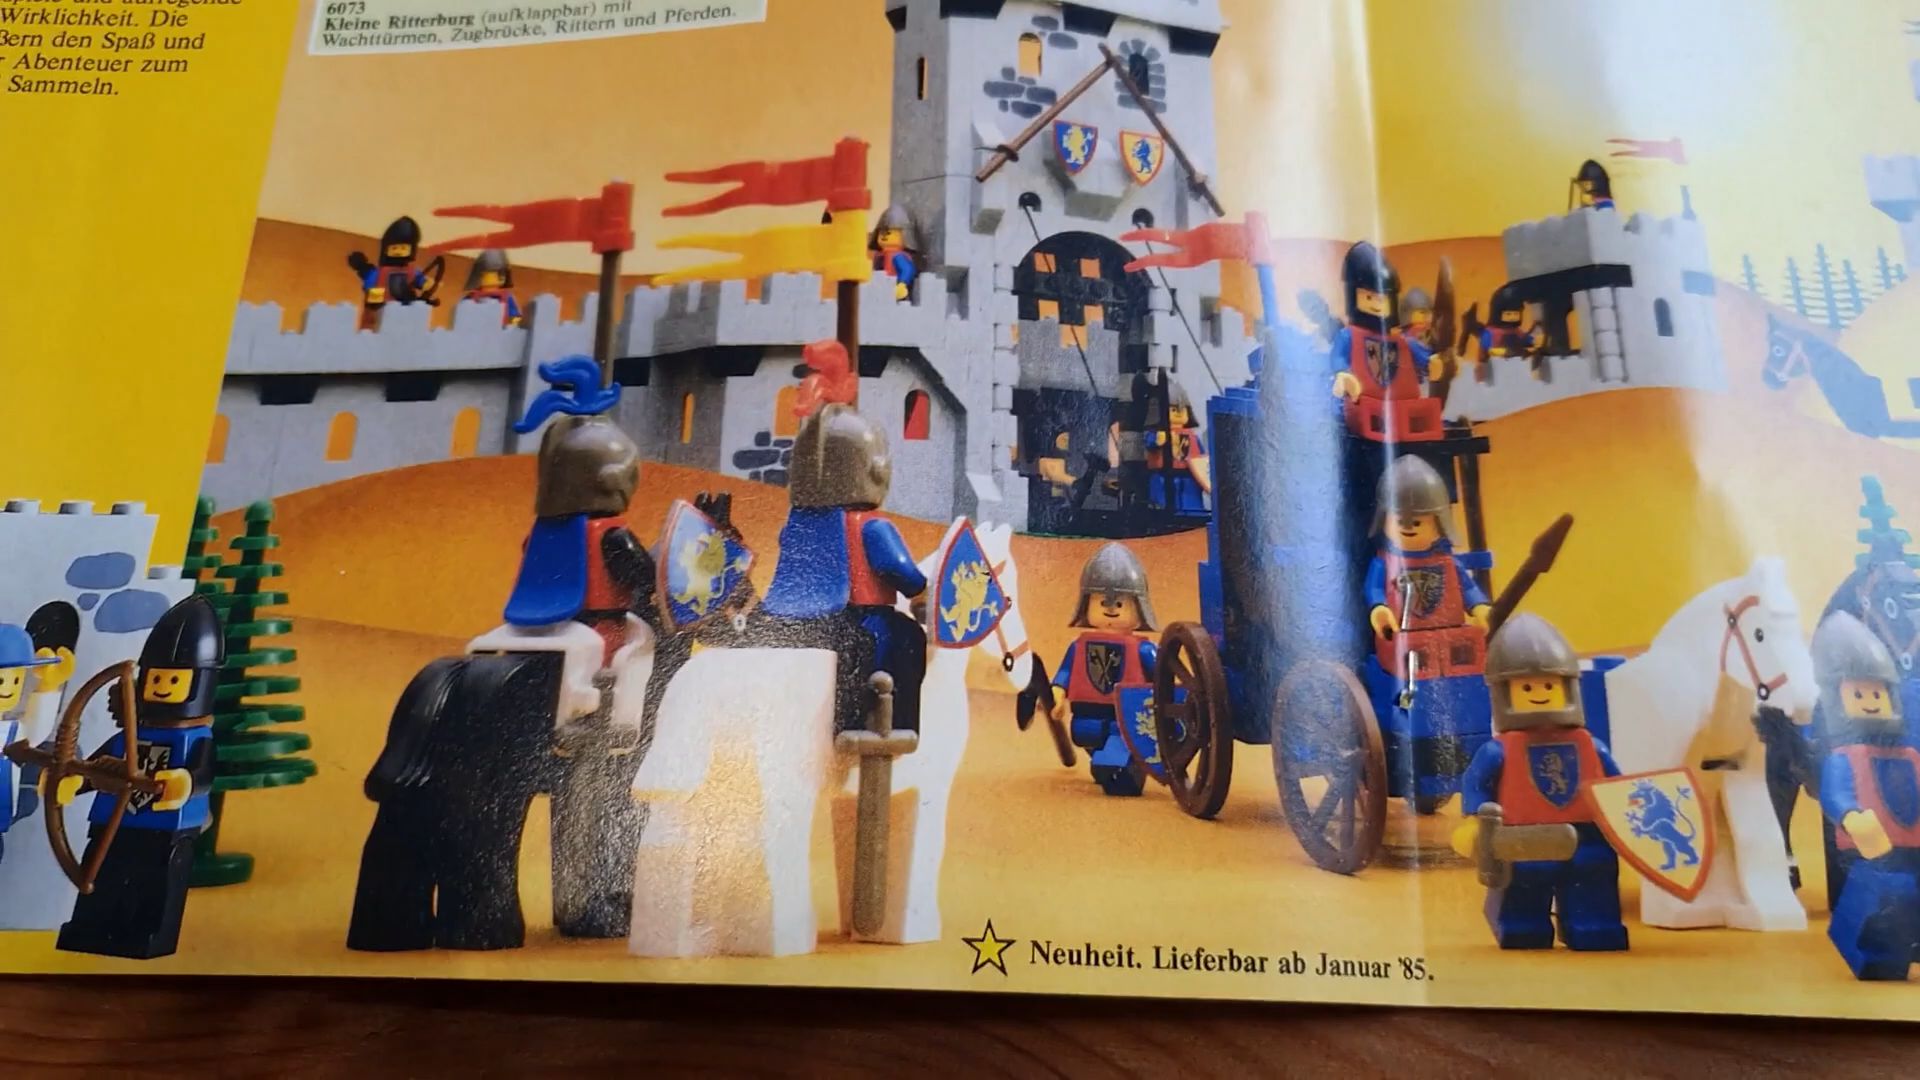 Wirklichkeit. Die
ßern den Spaß und
Abenteuer zum
Sammeln.
6073
Kleine Ritterburg (aufklappbar) mit
Wachttürmen, Zugbrücke, Rittern und Pferden.
Neuheit. Lieferbar ab Januar '85.